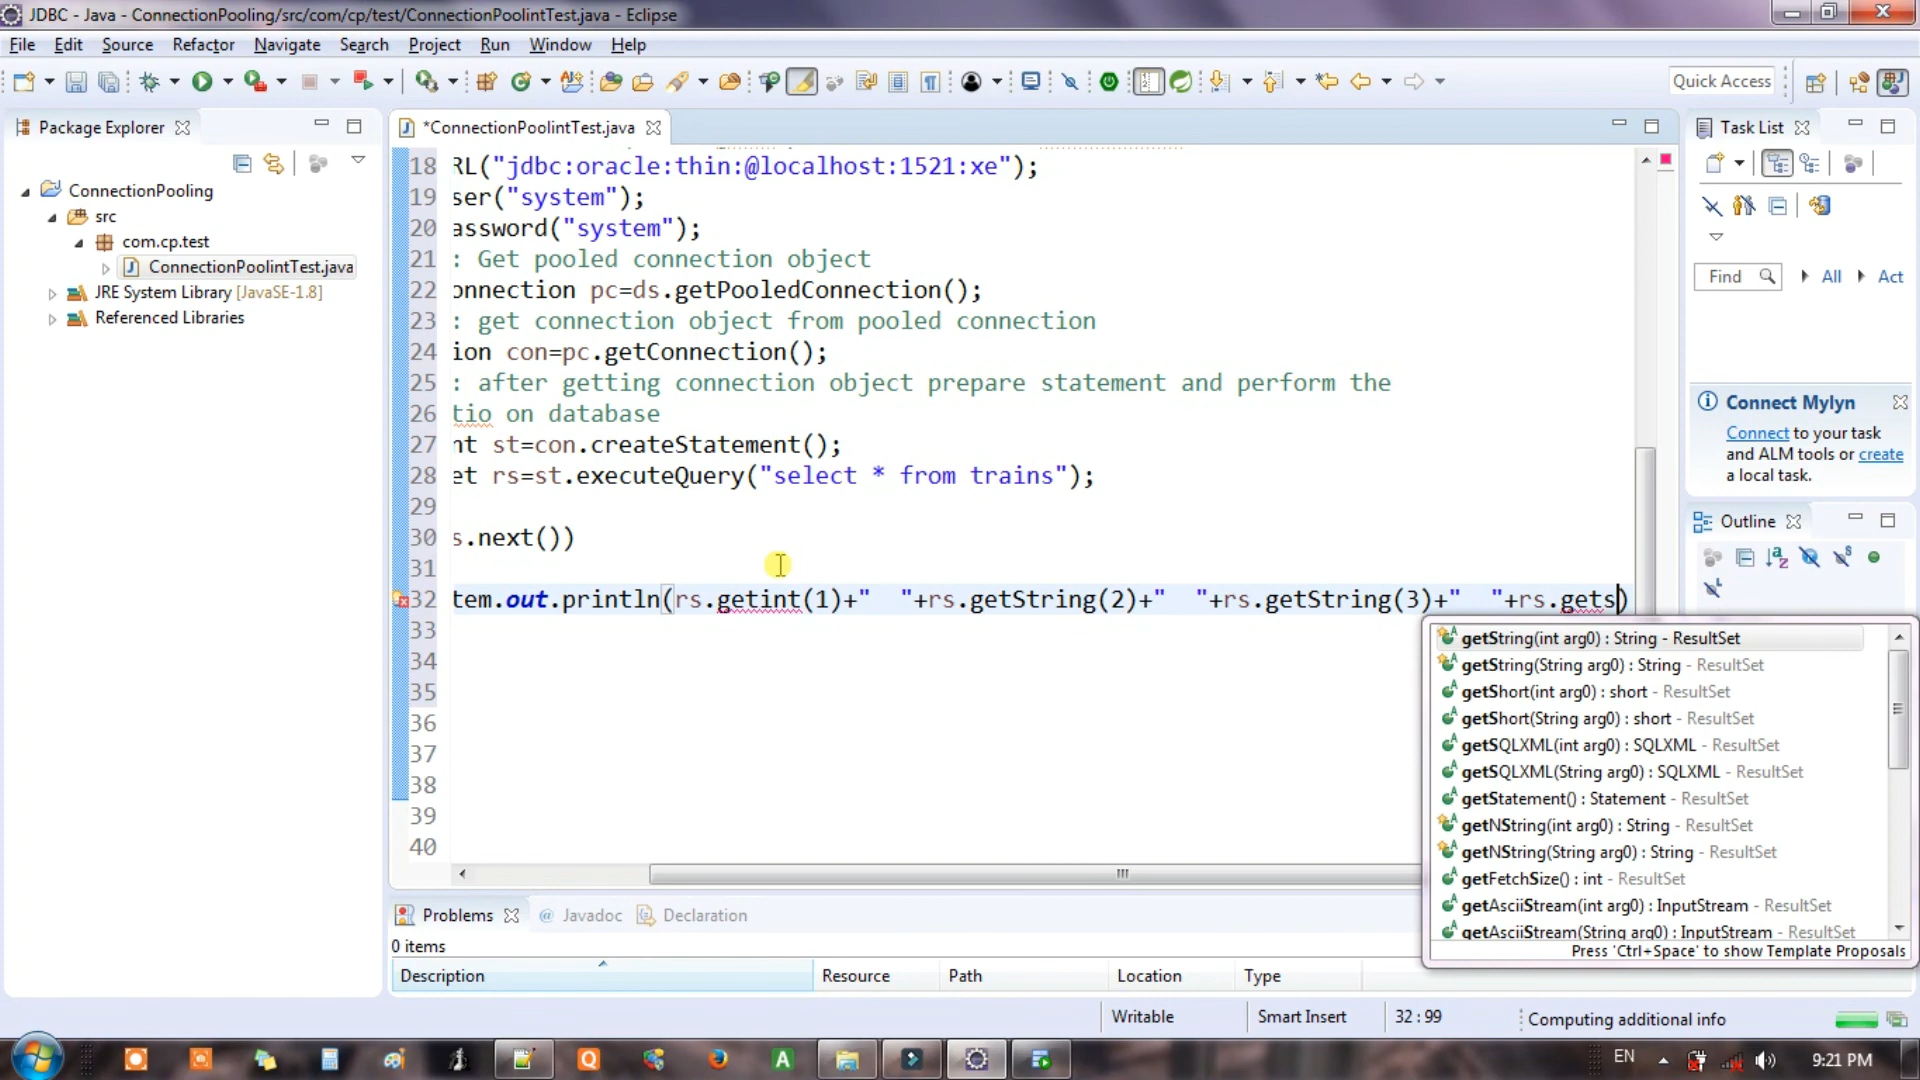 JDBC - Java - ConnectionPooling/src/com/cp/test/ConnectionPoolintTest.java - Eclipse
File Edit Source Refactor Navigate Search Project Run Window Help
Quick Access
Package Explorer
ConnectionPooling
src
com.cp.test
ConnectionPoolintTest.java
JRE System Library [JavaSE-1.8]
Referenced Libraries
*ConnectionPoolintTest.java
18 RL("jdbc:oracle:thin:@localhost:1521:xe");
19 ser("system");
20 assword("system");
21 : Get pooled connection object
22 onnection pc=ds.getPooledConnection();
23 : get connection object from pooled connection
24 ion con=pc.getConnection();
25 : after getting connection object prepare statement and perform the
26 tio on database
27 nt st=con.createStatement();
28 et rs=st.executeQuery("select * from trains");
29
30 s.next())
31
32 tem.out.println(rs.getint(1)+"  "+rs.getString(2)+"  "+rs.getString(3)+"  "+rs.gets)
33
34
35
36
37
38
39
40
getString(int arg0) : String - ResultSet
getString(String arg0) : String - ResultSet
getShort(int arg0) : short - ResultSet
getShort(String arg0) : short - ResultSet
getSQLXML(int arg0) : SQLXML - ResultSet
getSQLXML(String arg0) : SQLXML - ResultSet
getStatement() : Statement - ResultSet
getNString(int arg0) : String - ResultSet
getNString(String arg0) : String - ResultSet
getFetchSize() : int - ResultSet
getAsciiStream(int arg0) : InputStream - ResultSet
getAsciiStream(String arg0) : InputStream - ResultSet
Press 'Ctrl+Space' to show Template Proposals
Task List
Find All Act
Connect Mylyn
Connect to your task
and ALM tools or create
a local task.
Outline
Problems @ Javadoc Declaration
0 items
Description Resource Path Location Type
Writable Smart Insert 32 : 99 Computing additional info
EN 9:21 PM